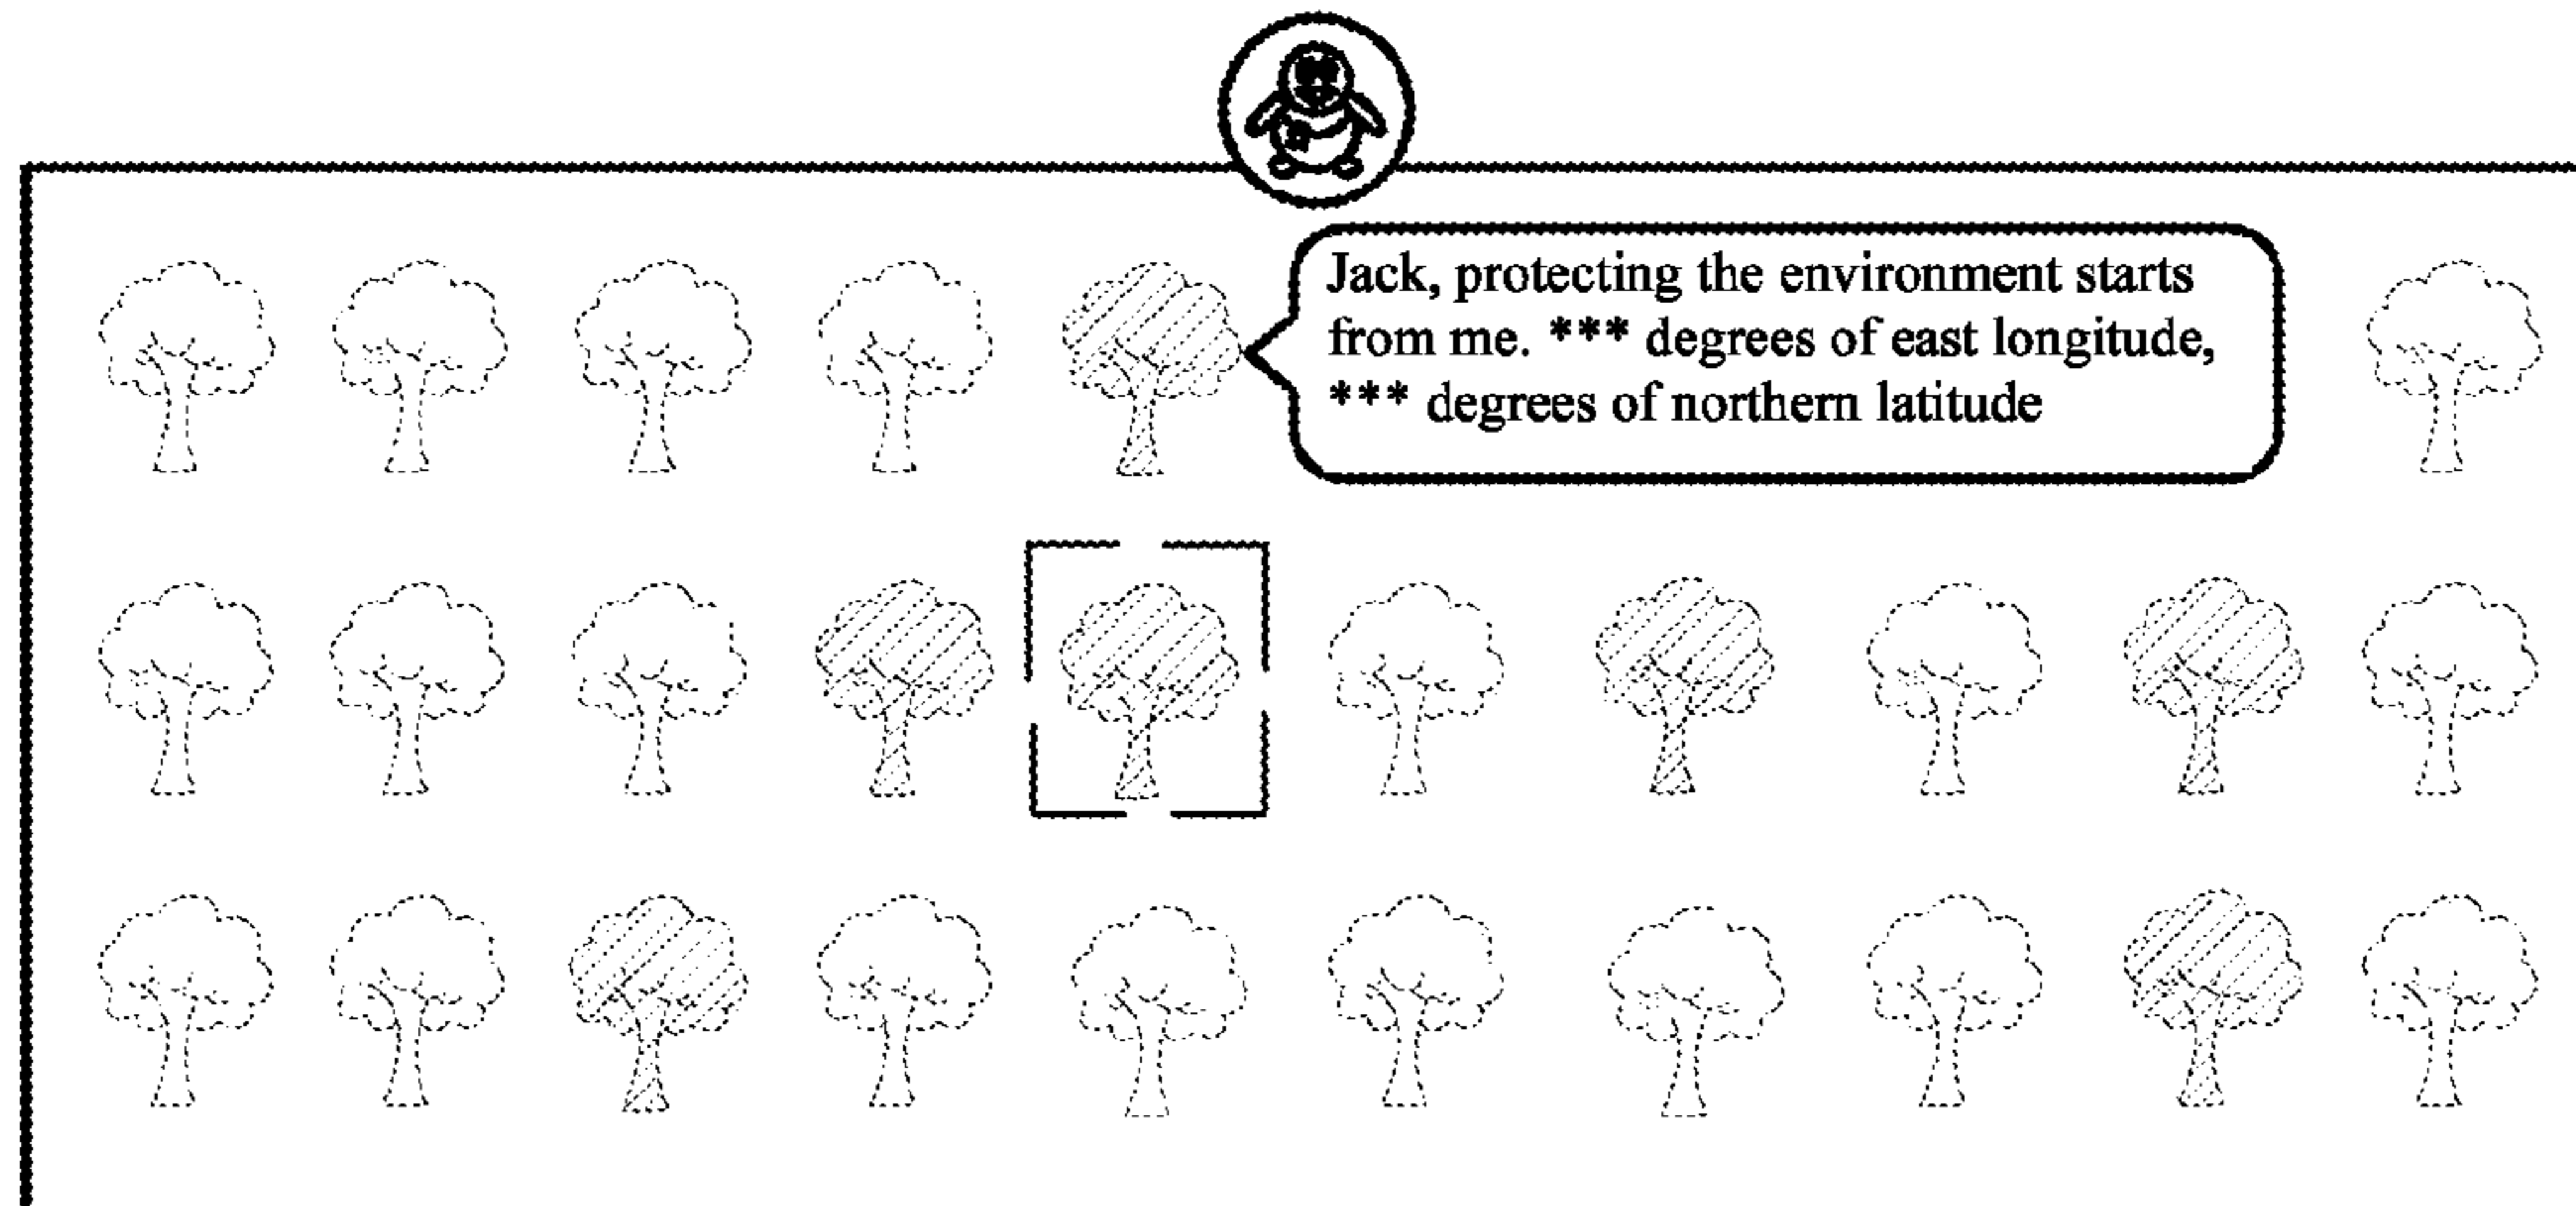 Jack, protecting the environment starts
from me. *** degrees of east longitude,
*** degrees of northern latitude